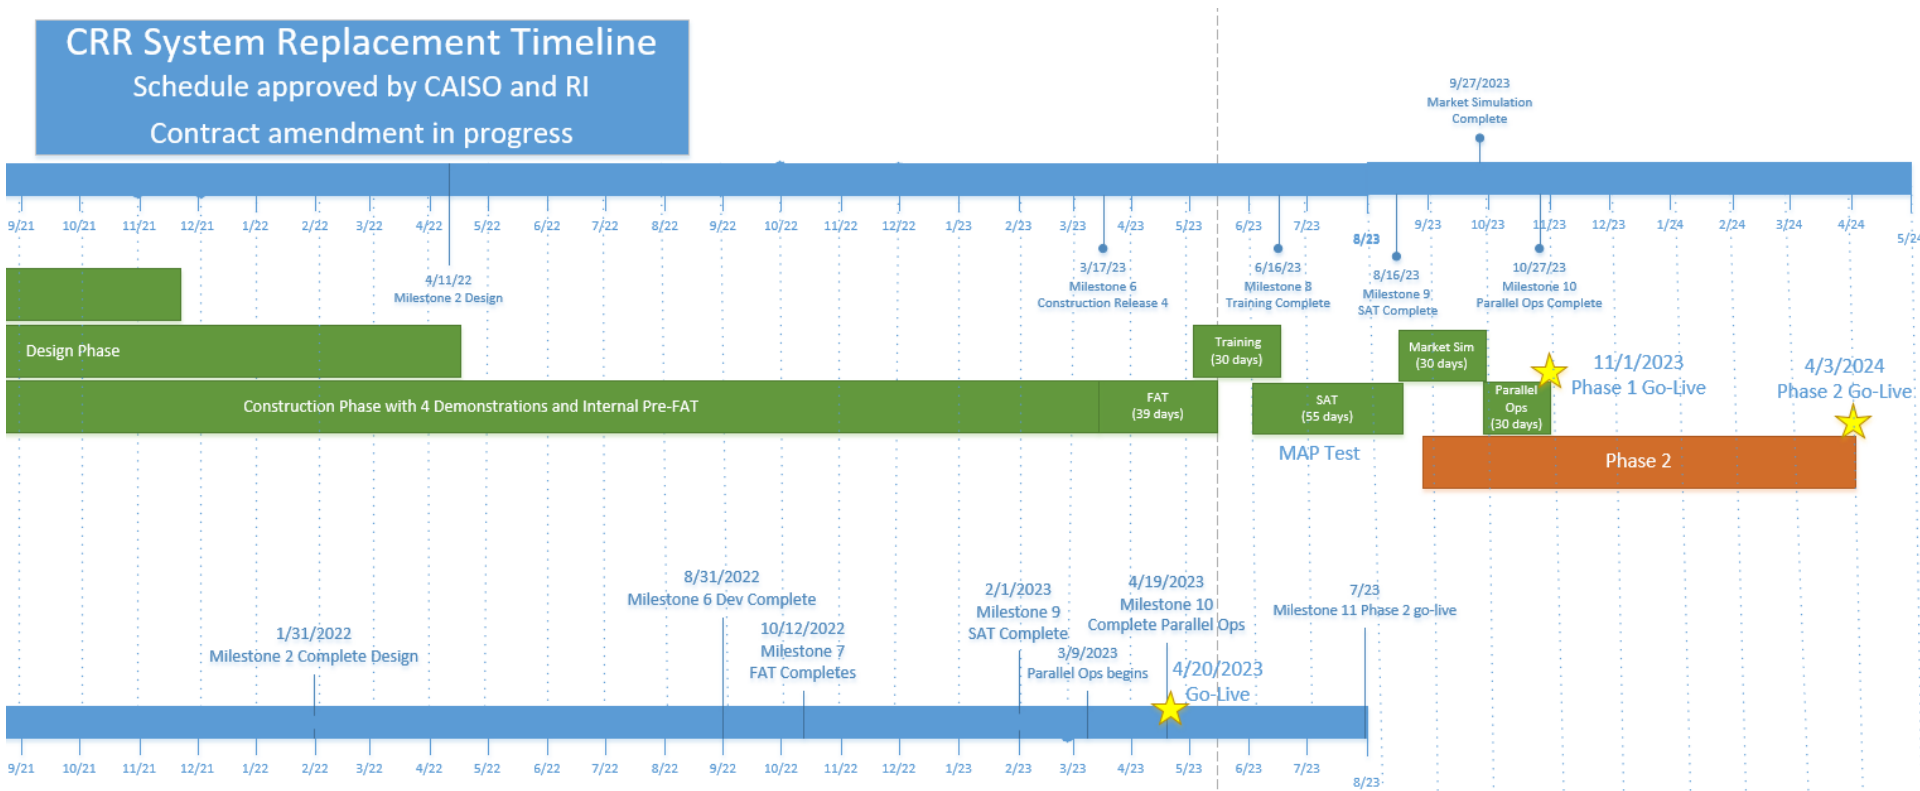 CRR System Replacement Timeline
Schedule approved by CAISO and RI
Contract amendment in progress
9/27/2023
Market Simulation
Complete
9/21 10/21 11/21 12/21 1/22 2/22 3/22 4/22 5/22 6/22 7/22 8/22 9/22 10/22 11/22 12/22 1/23 2/23 3/23 4/23 5/23 6/23 7/23 8/23 9/23 10/23 11/23 12/23 1/24 2/24 3/24 4/24 5/24
4/11/22
Milestone 2 Design
3/17/23
Milestone 6
Construction Release 4
6/16/23
Milestone 8
Training Complete
8/16/23
Milestone 9
SAT Complete
10/27/23
Milestone 10
Parallel Ops Complete
Design Phase
Training
(30 days)
Market Sim
(30 days)
11/1/2023
Phase 1 Go-Live
4/3/2024
Phase 2 Go-Live
Construction Phase with 4 Demonstrations and Internal Pre-FAT
FAT
(39 days)
SAT
(55 days)
Parallel
Ops
(30 days)
MAP Test
Phase 2
1/31/2022
Milestone 2 Complete Design
8/31/2022
Milestone 6 Dev Complete
10/12/2022
Milestone 7
FAT Completes
2/1/2023
Milestone 9
SAT Complete
3/9/2023
Parallel Ops begins
4/19/2023
Milestone 10
Complete Parallel Ops
4/20/2023
Go-Live
7/23
Milestone 11 Phase 2 go-live
9/21 10/21 11/21 12/21 1/22 2/22 3/22 4/22 5/22 6/22 7/22 8/22 9/22 10/22 11/22 12/22 1/23 2/23 3/23 4/23 5/23 6/23 7/23 8/23